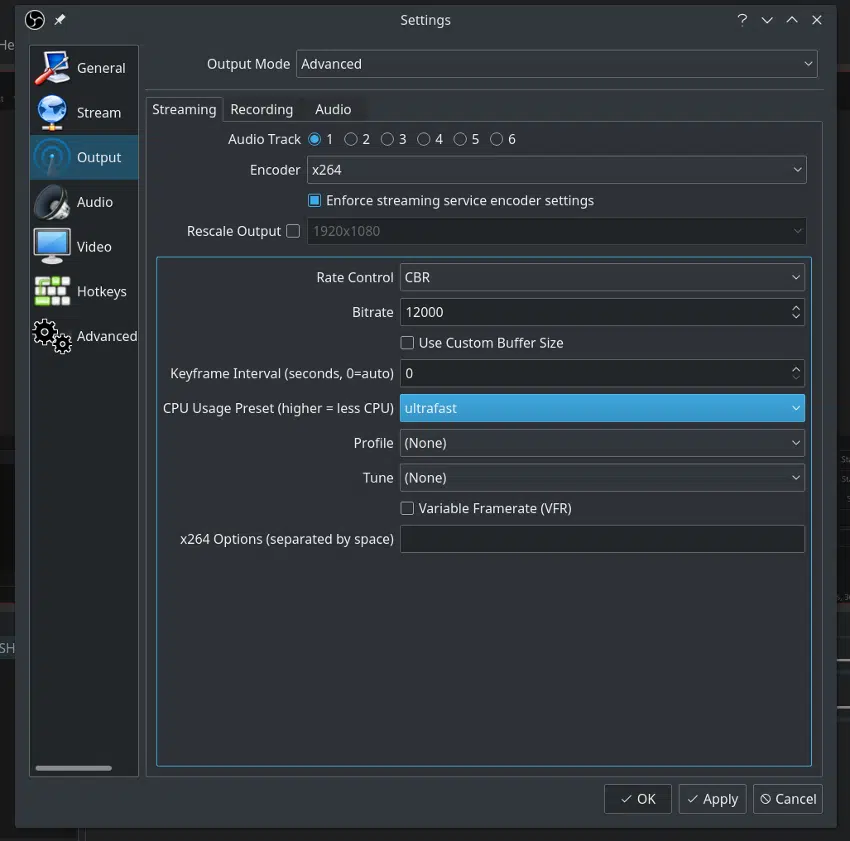 Settings
He
General
Stream
Output
Audio
Video
Hotkeys
Advanced
Output Mode Advanced
Streaming Recording Audio
Audio Track 1 2 3 4 5 6
Encoder x264
Enforce streaming service encoder settings
Rescale Output 1920x1080
Rate Control CBR
Bitrate 12000
Use Custom Buffer Size
Keyframe Interval (seconds, 0=auto) 0
CPU Usage Preset (higher = less CPU) ultrafast
Profile (None)
Tune (None)
Variable Framerate (VFR)
x264 Options (separated by space)
SH
OK Apply Cancel